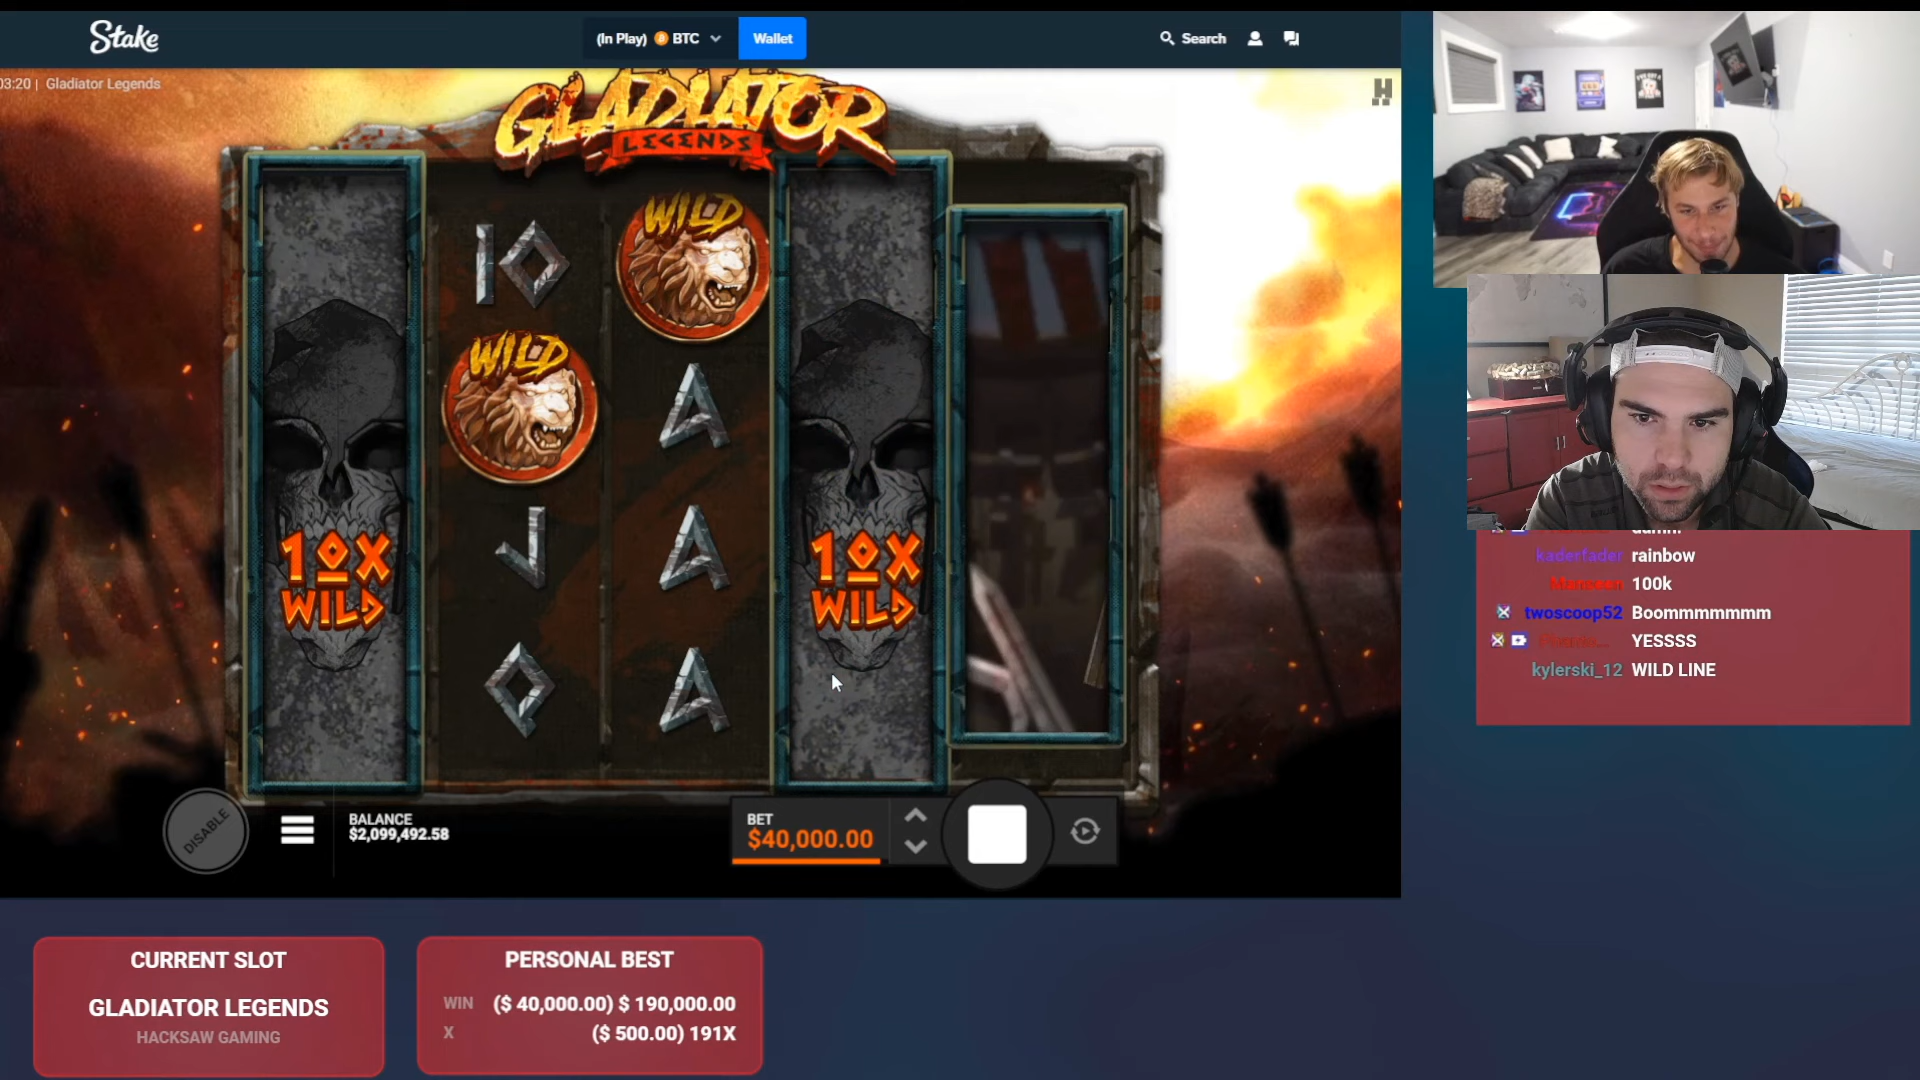 Stake
(In Play) BTC
Wallet
Search
03:20 | Gladiator Legends
GLADIATOR
LEGENDS
WILD
10
WILD
A
10X
WILD
J
A
10X
WILD
A
DISABLE
BALANCE
$2,099,492.58
BET
$40,000.00
kaderfader rainbow
100k
twoscoop52 Boommmmmmm
YESSSS
kylerski_12 WILD LINE
CURRENT SLOT
GLADIATOR LEGENDS
HACKSAW GAMING
PERSONAL BEST
WIN ($ 40,000.00) $ 190,000.00
X ($ 500.00) 191X